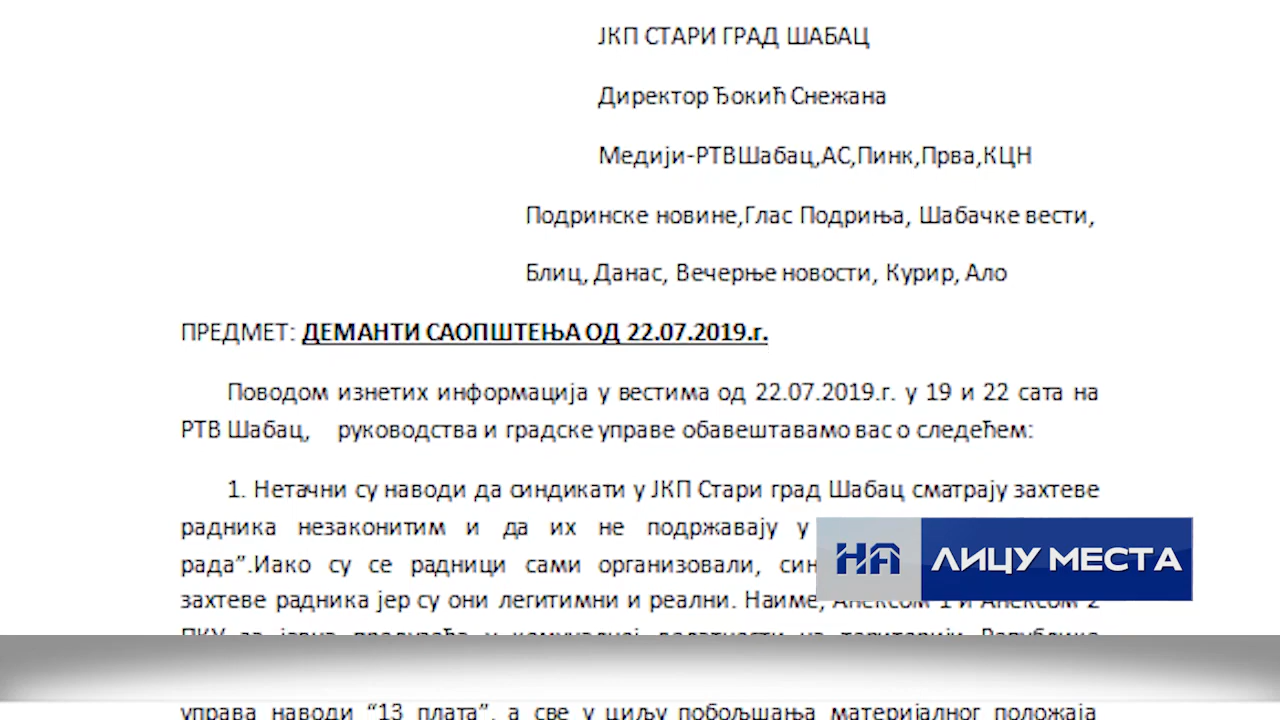 ЈКП СТАРИ ГРАД ШАБАЦ
Директор Ђокић Снежана
Медији-РТВШабац,АС,Пинк,Прва,КЦН
Подринске новине,Глас Подриња, Шабачке вести,
Блиц, Данас, Вечерње новости, Курир, Ало
ПРЕДМЕТ: ДЕМАНТИ САОПШТЕЊА ОД 22.07.2019.г.
Поводом изнетих информација у вестима од 22.07.2019.г. у 19 и 22 сата на
РТВ Шабац, руководства и градске управе обавештавамо вас о следећем:
1. Нетачни су наводи да синдикати у ЈКП Стари град Шабац сматрају захтеве
радника незаконитим и да их не подржавају у
рада”.Иако су се радници сами организовали,
захтеве радника јер су они легитимни и реални. Наиме, Анексом 1 и Анексом 2
НА ЛИЦУ МЕСТА
управа наводи “13 плата”, а све у циљу побољшања материјалног положаја